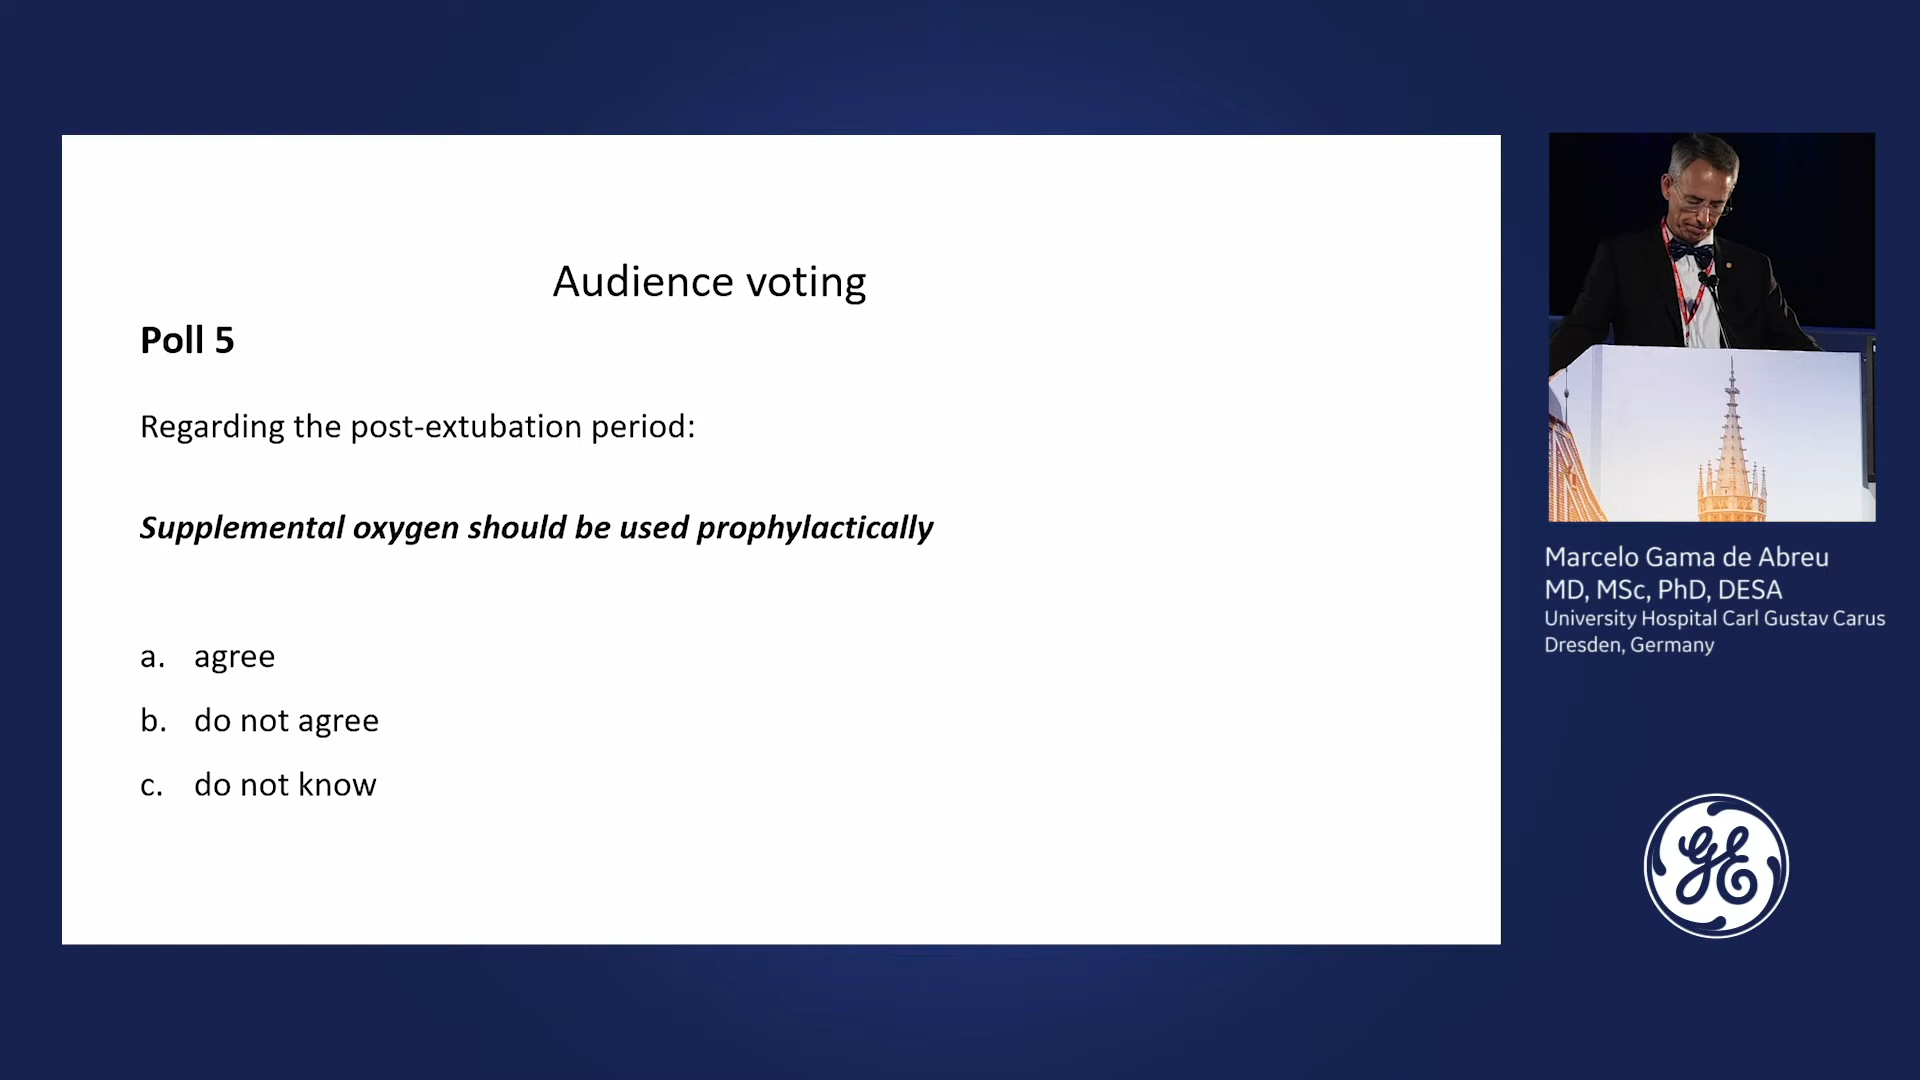 Audience voting
Poll 5
Regarding the post-extubation period:
Supplemental oxygen should be used prophylactically
a. agree
b. do not agree
c. do not know
Marcelo Gama de Abreu
MD, MSc, PhD, DESA
University Hospital Carl Gustav Carus
Dresden, Germany
GE